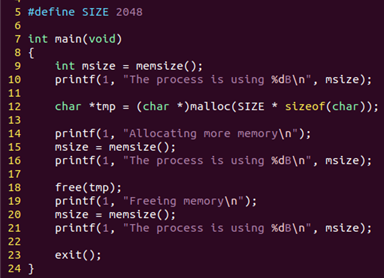 5 #define SIZE 2048
6
7 int main(void)
8 {
9     int msize = memsize();
10     printf(1, "The process is using %dB\n", msize);
11
12     char *tmp = (char *)malloc(SIZE * sizeof(char));
13
14     printf(1, "Allocating more memory\n");
15     msize = memsize();
16     printf(1, "The process is using %dB\n", msize);
17
18     free(tmp);
19     printf(1, "Freeing memory\n");
20     msize = memsize();
21     printf(1, "The process is using %dB\n", msize);
22
23     exit();
24 }